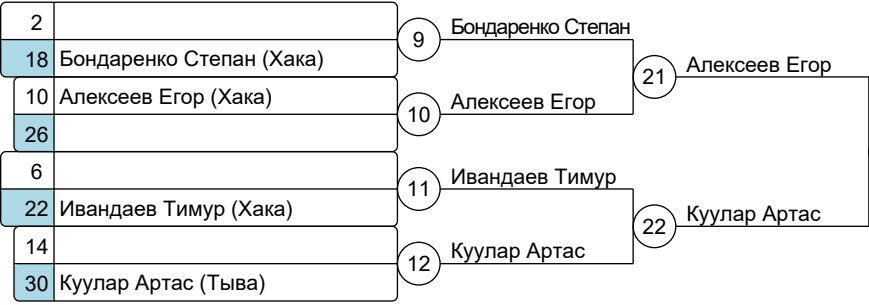 2
18 Бондаренко Степан (Хака)
10 Алексеев Егор (Хака)
26
6
22 Ивандаев Тимур (Хака)
14
30 Куулар Артас (Тыва)
9 Бондаренко Степан
10 Алексеев Егор
11 Ивандаев Тимур
12 Куулар Артас
21 Алексеев Егор
22 Куулар Артас